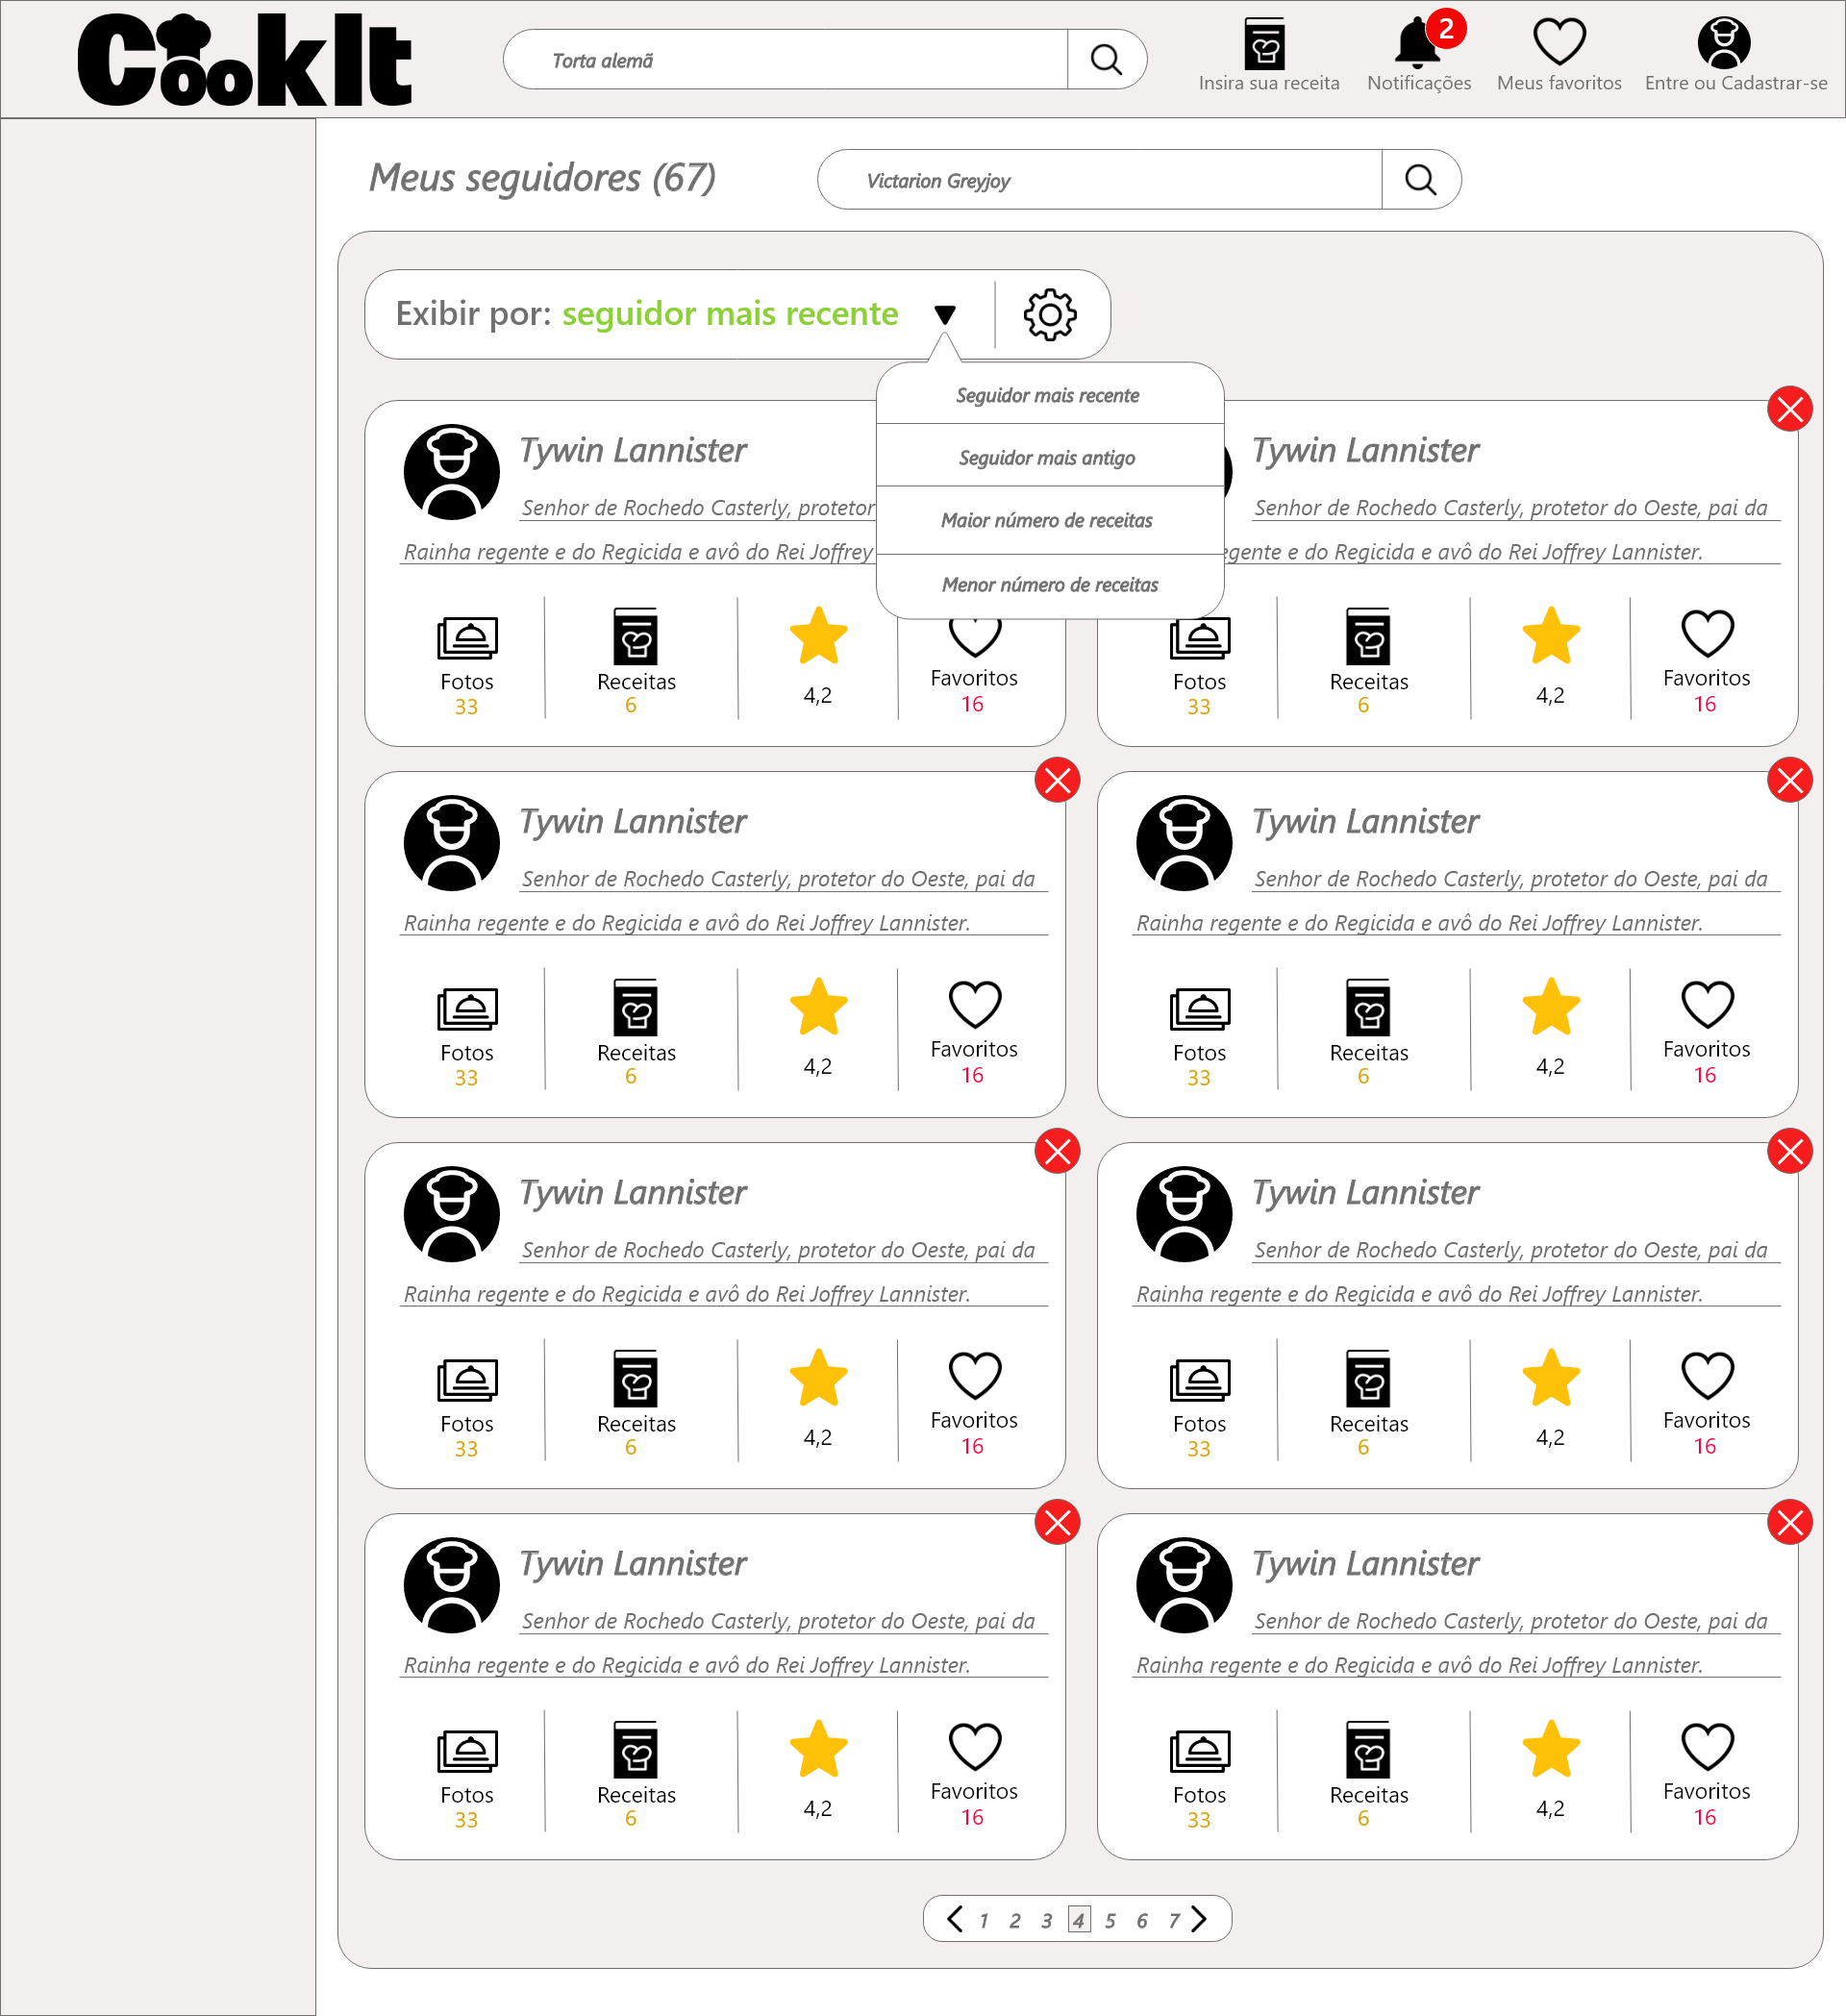 CookIt
Torta alemã
2
Insira sua receita
Notificações
Meus favoritos
Entre ou Cadastrar-se
Meus seguidores (67)
Victarion Greyjoy
Exibir por: seguidor mais recente
Seguidor mais recente
Seguidor mais antigo
Maior número de receitas
Menor número de receitas
Tywin Lannister
Senhor de Rochedo Casterly, protetor
Rainha regente e do Regicida e avô do Rei Joffrey
Fotos
33
Receitas
6
4,2
Favoritos
16
Tywin Lannister
Senhor de Rochedo Casterly, protetor do Oeste, pai da
e do Regicida e avô do Rei Joffrey Lannister.
Fotos
33
Receitas
6
4,2
Favoritos
16
Tywin Lannister
Senhor de Rochedo Casterly, protetor do Oeste, pai da
Rainha regente e do Regicida e avô do Rei Joffrey Lannister.
Fotos
33
Receitas
6
4,2
Favoritos
16
Tywin Lannister
Senhor de Rochedo Casterly, protetor do Oeste, pai da
Rainha regente e do Regicida e avô do Rei Joffrey Lannister.
Fotos
33
Receitas
6
4,2
Favoritos
16
Tywin Lannister
Senhor de Rochedo Casterly, protetor do Oeste, pai da
Rainha regente e do Regicida e avô do Rei Joffrey Lannister.
Fotos
33
Receitas
6
4,2
Favoritos
16
Tywin Lannister
Senhor de Rochedo Casterly, protetor do Oeste, pai da
Rainha regente e do Regicida e avô do Rei Joffrey Lannister.
Fotos
33
Receitas
6
4,2
Favoritos
16
Tywin Lannister
Senhor de Rochedo Casterly, protetor do Oeste, pai da
Rainha regente e do Regicida e avô do Rei Joffrey Lannister.
Fotos
33
Receitas
6
4,2
Favoritos
16
Tywin Lannister
Senhor de Rochedo Casterly, protetor do Oeste, pai da
Rainha regente e do Regicida e avô do Rei Joffrey Lannister.
Fotos
33
Receitas
6
4,2
Favoritos
16
1 2 3 4 5 6 7